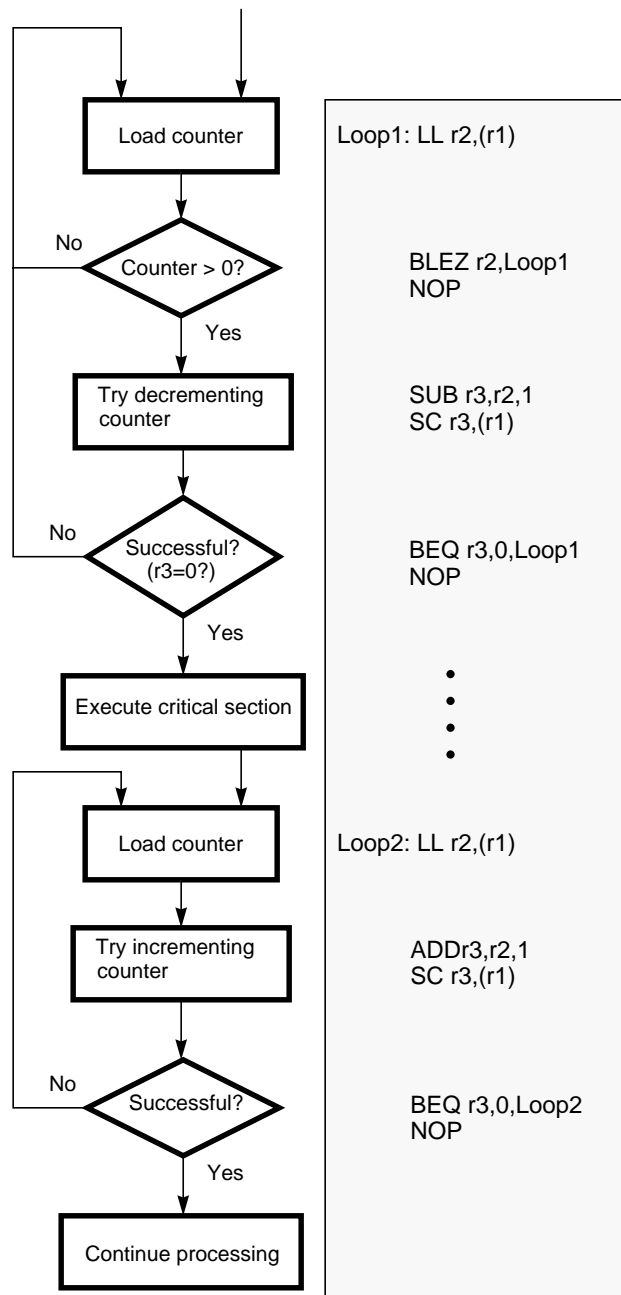 Load counter
Loop1: LL r2,(r1)
No
Counter > 0?
BLEZ r2,Loop1
NOP
Yes
Try decrementing
counter
SUB r3,r2,1
SC r3,(r1)
No
Successful?
(r3=0?)
BEQ r3,0,Loop1
NOP
Yes
Execute critical section
Load counter
Loop2: LL r2,(r1)
Try incrementing
counter
ADDr3,r2,1
SC r3,(r1)
No
Successful?
BEQ r3,0,Loop2
NOP
Yes
Continue processing